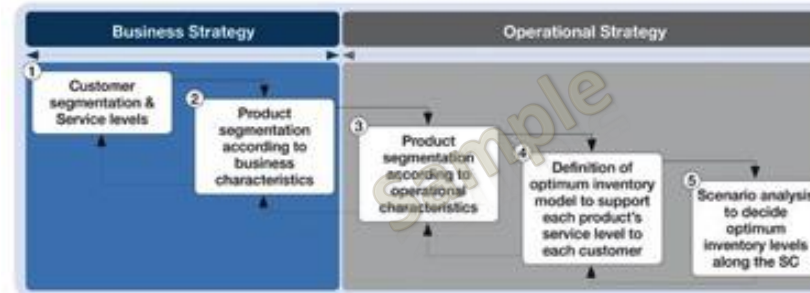 Business Strategy
Operational Strategy
1
Customer
segmentation &
Service levels
2
Product
segmentation
according to
business
characteristics
3
Product
segmentation
according to
operational
characteristics
4
Definition of
optimum inventory
model to support
each product's
service level to
each customer
5
Scenario analysis
to decide
optimum
inventory levels
along the SC
Sample